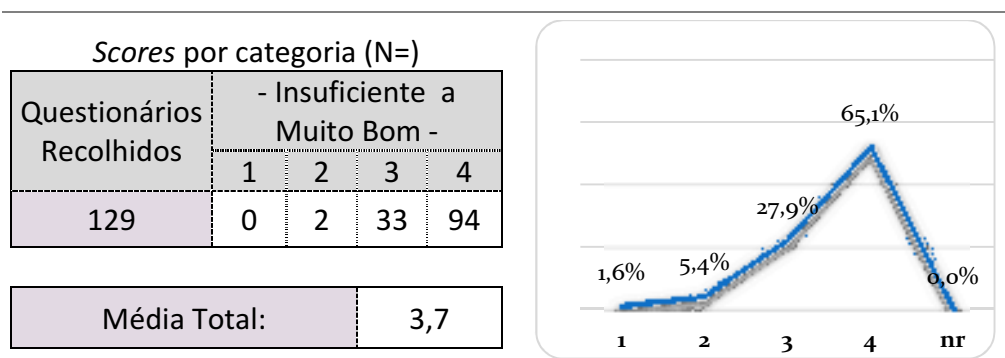 Scores por categoria (N=)
Questionários Recolhidos
- Insuficiente a Muito Bom -
1 2 3 4
129 0 2 33 94
Média Total: 3,7
65,1%
27,9%
1,6% 5,4% 0,0%
1 2 3 4 nr